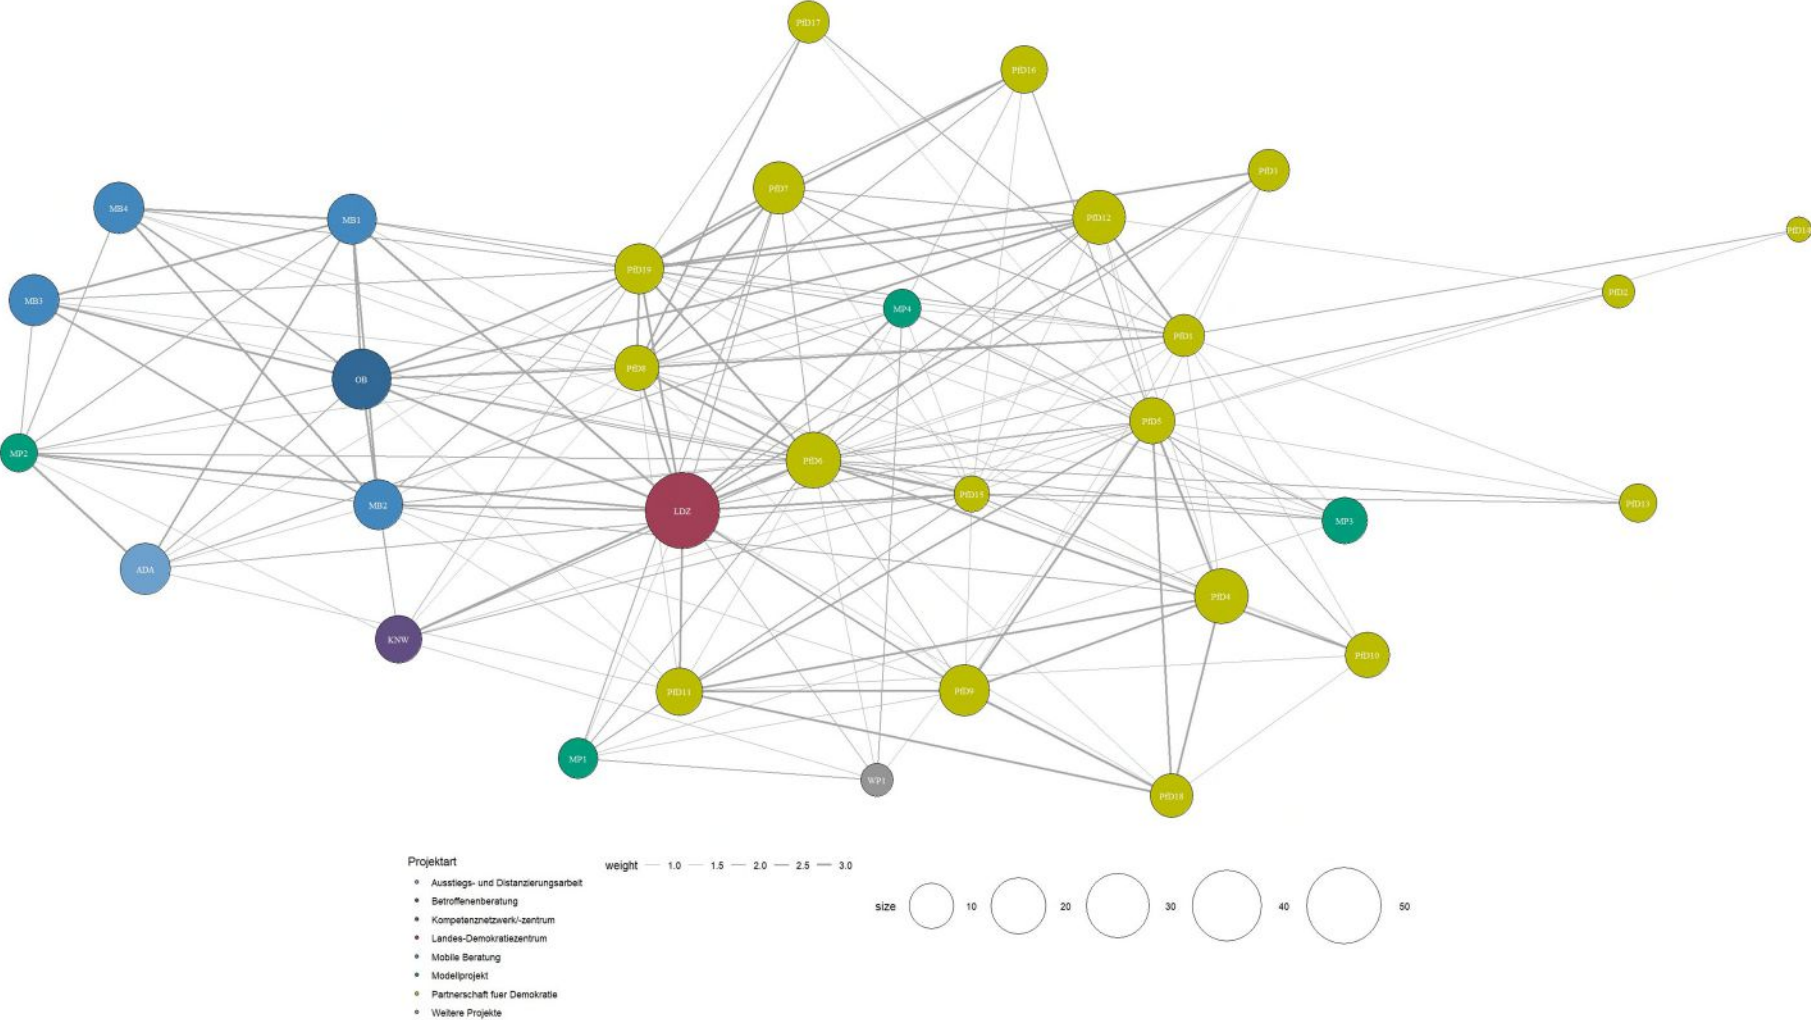 PfD17
PfD16
PfD3
PfD7
MB4
MB1
PfD12
PfD14
PfD19
PfD2
MB3
MP4
PfD1
PfD8
OB
PfD5
MP2
PfD6
PfD15
MB2
PfD13
LDZ
MP3
ADA
PfD4
KNW
PfD10
PfD11
PfD9
MP1
WP1
PfD18
Projektart
weight 1.0 1.5 2.0 2.5 3.0
Ausstiegs- und Distanzierungsarbeit
Betroffenenberatung
size 10 20 30 40 50
Kompetenznetzwerk/-zentrum
Landes-Demokratiezentrum
Mobile Beratung
Modellprojekt
Partnerschaft fuer Demokratie
Weitere Projekte